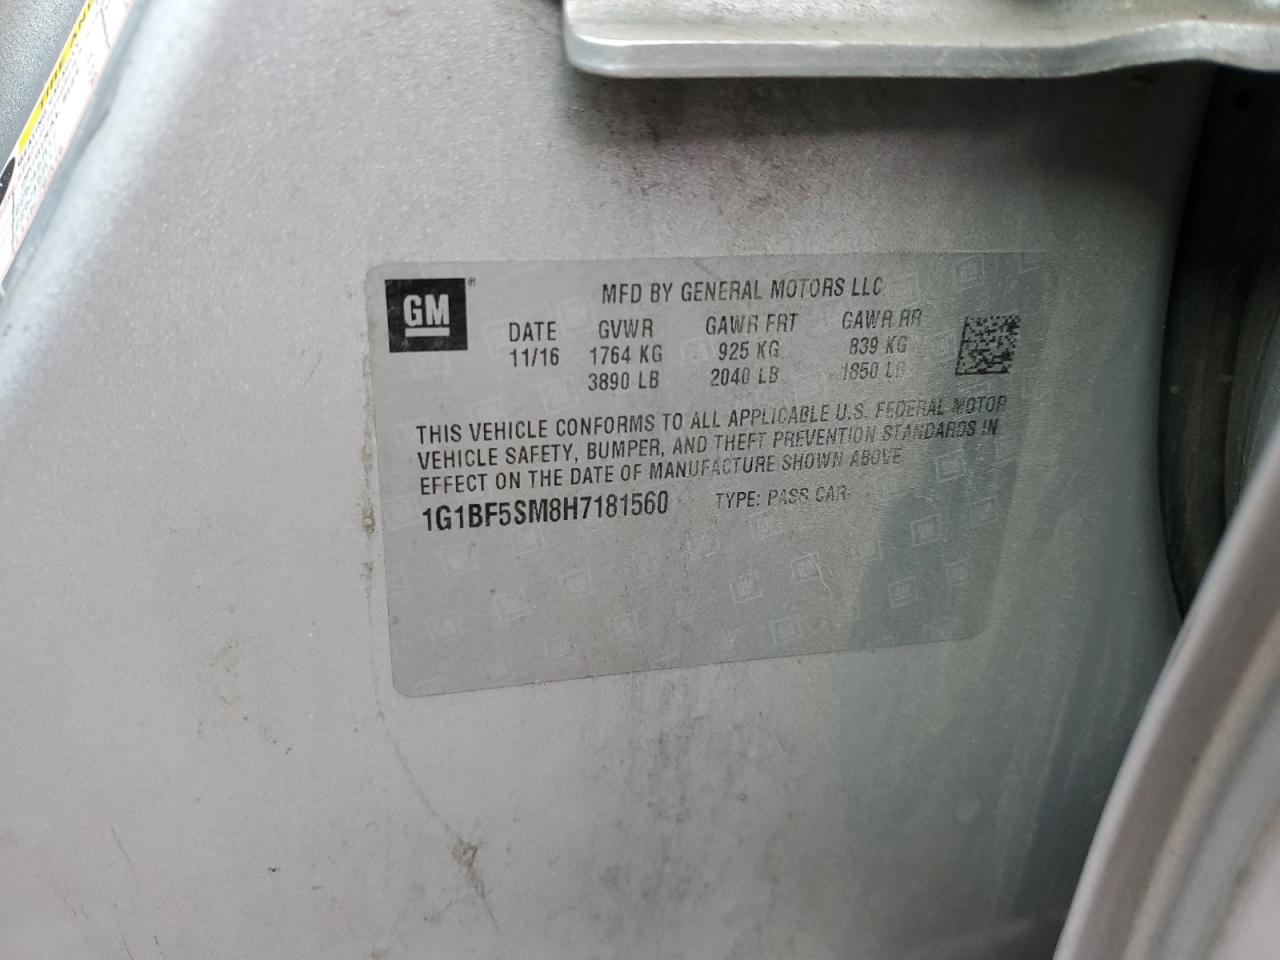 GM
MFD BY GENERAL MOTORS LLC
DATE GVWR GAWR FRT GAWR RR
11/16 1764 KG 925 KG 839 KG
3890 LB 2040 LB 1850 LB
THIS VEHICLE CONFORMS TO ALL APPLICABLE U.S. FEDERAL MOTOR
VEHICLE SAFETY, BUMPER, AND THEFT PREVENTION STANDARDS IN
EFFECT ON THE DATE OF MANUFACTURE SHOWN ABOVE
1G1BF5SM8H7181560 TYPE: PASS CAR